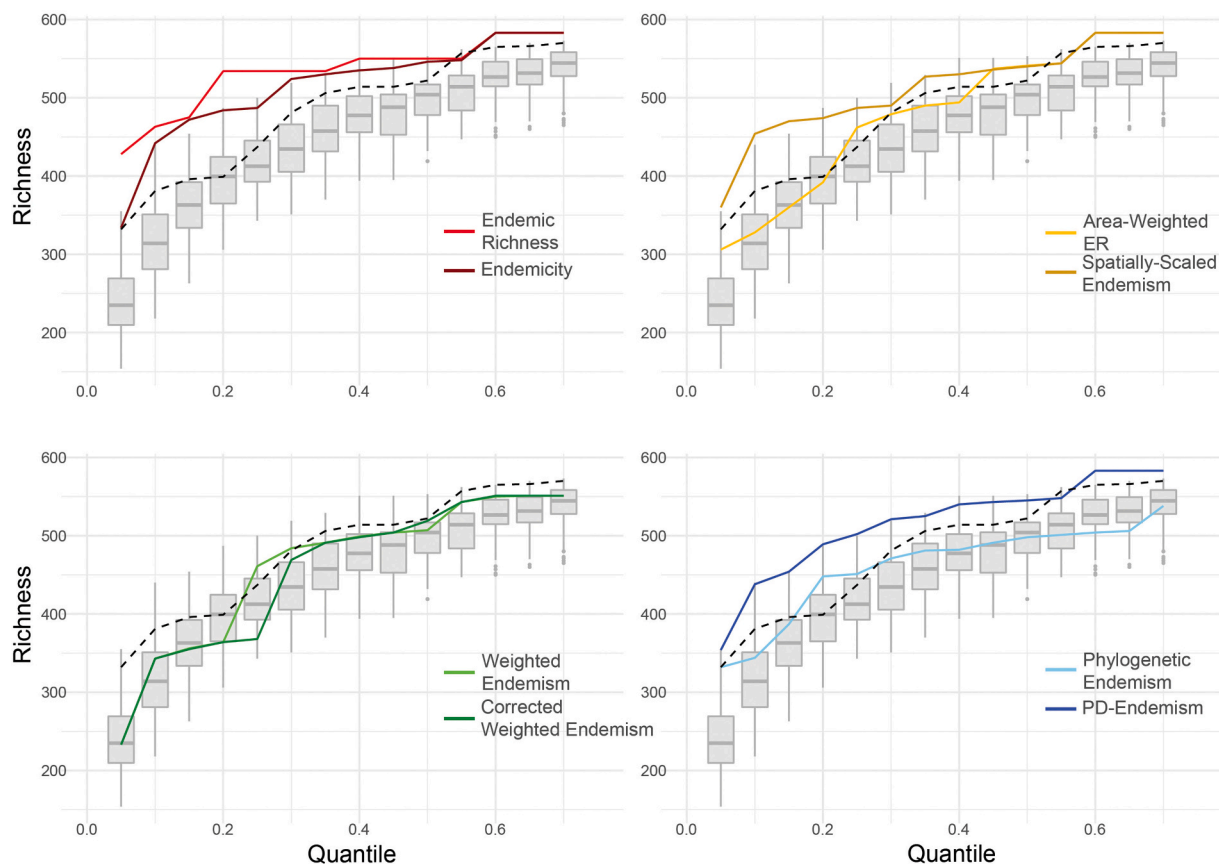 600
500
400
300
200
Richness
Endemic
Richness
Endemicity
0.0
0.2
0.4
0.6
600
500
400
300
200
Richness
Area-Weighted
ER
Spatially-Scaled
Endemism
0.0
0.2
0.4
0.6
600
500
400
300
200
Richness
Weighted
Endemism
Corrected
Weighted Endemism
0.0
0.2
0.4
0.6
Quantile
600
500
400
300
200
Phylogenetic
Endemism
PD-Endemism
0.0
0.2
0.4
0.6
Quantile